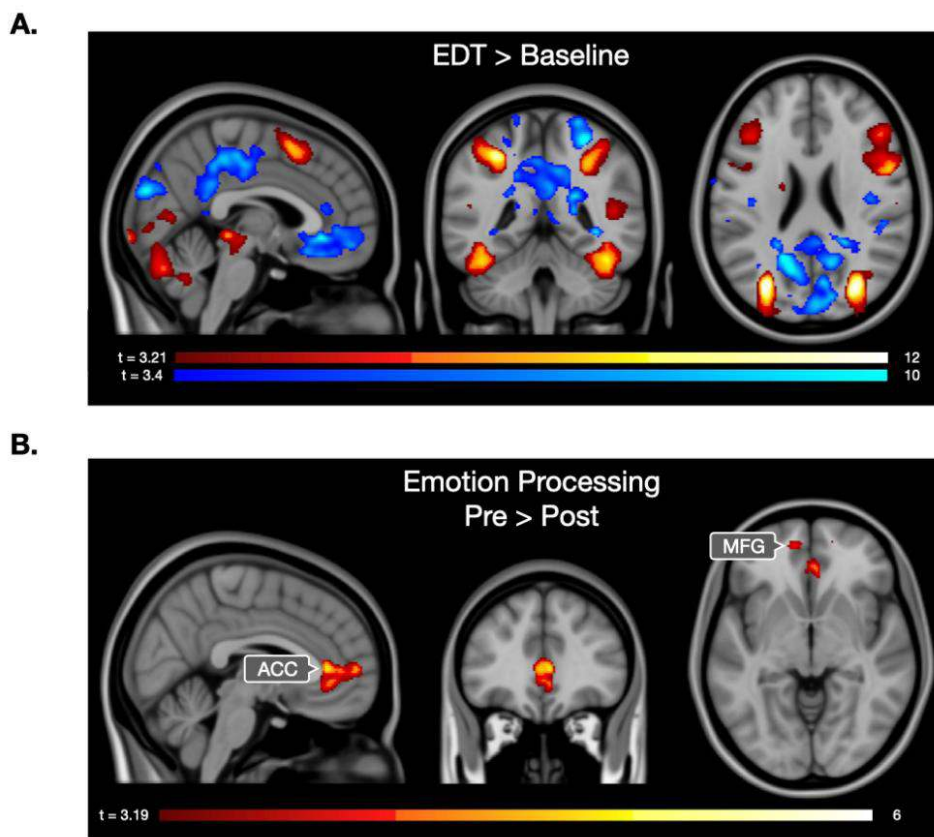 A.
EDT > Baseline
t = 3.21 12
t = 3.4 10
B.
Emotion Processing
Pre > Post
MFG
ACC
t = 3.19 6